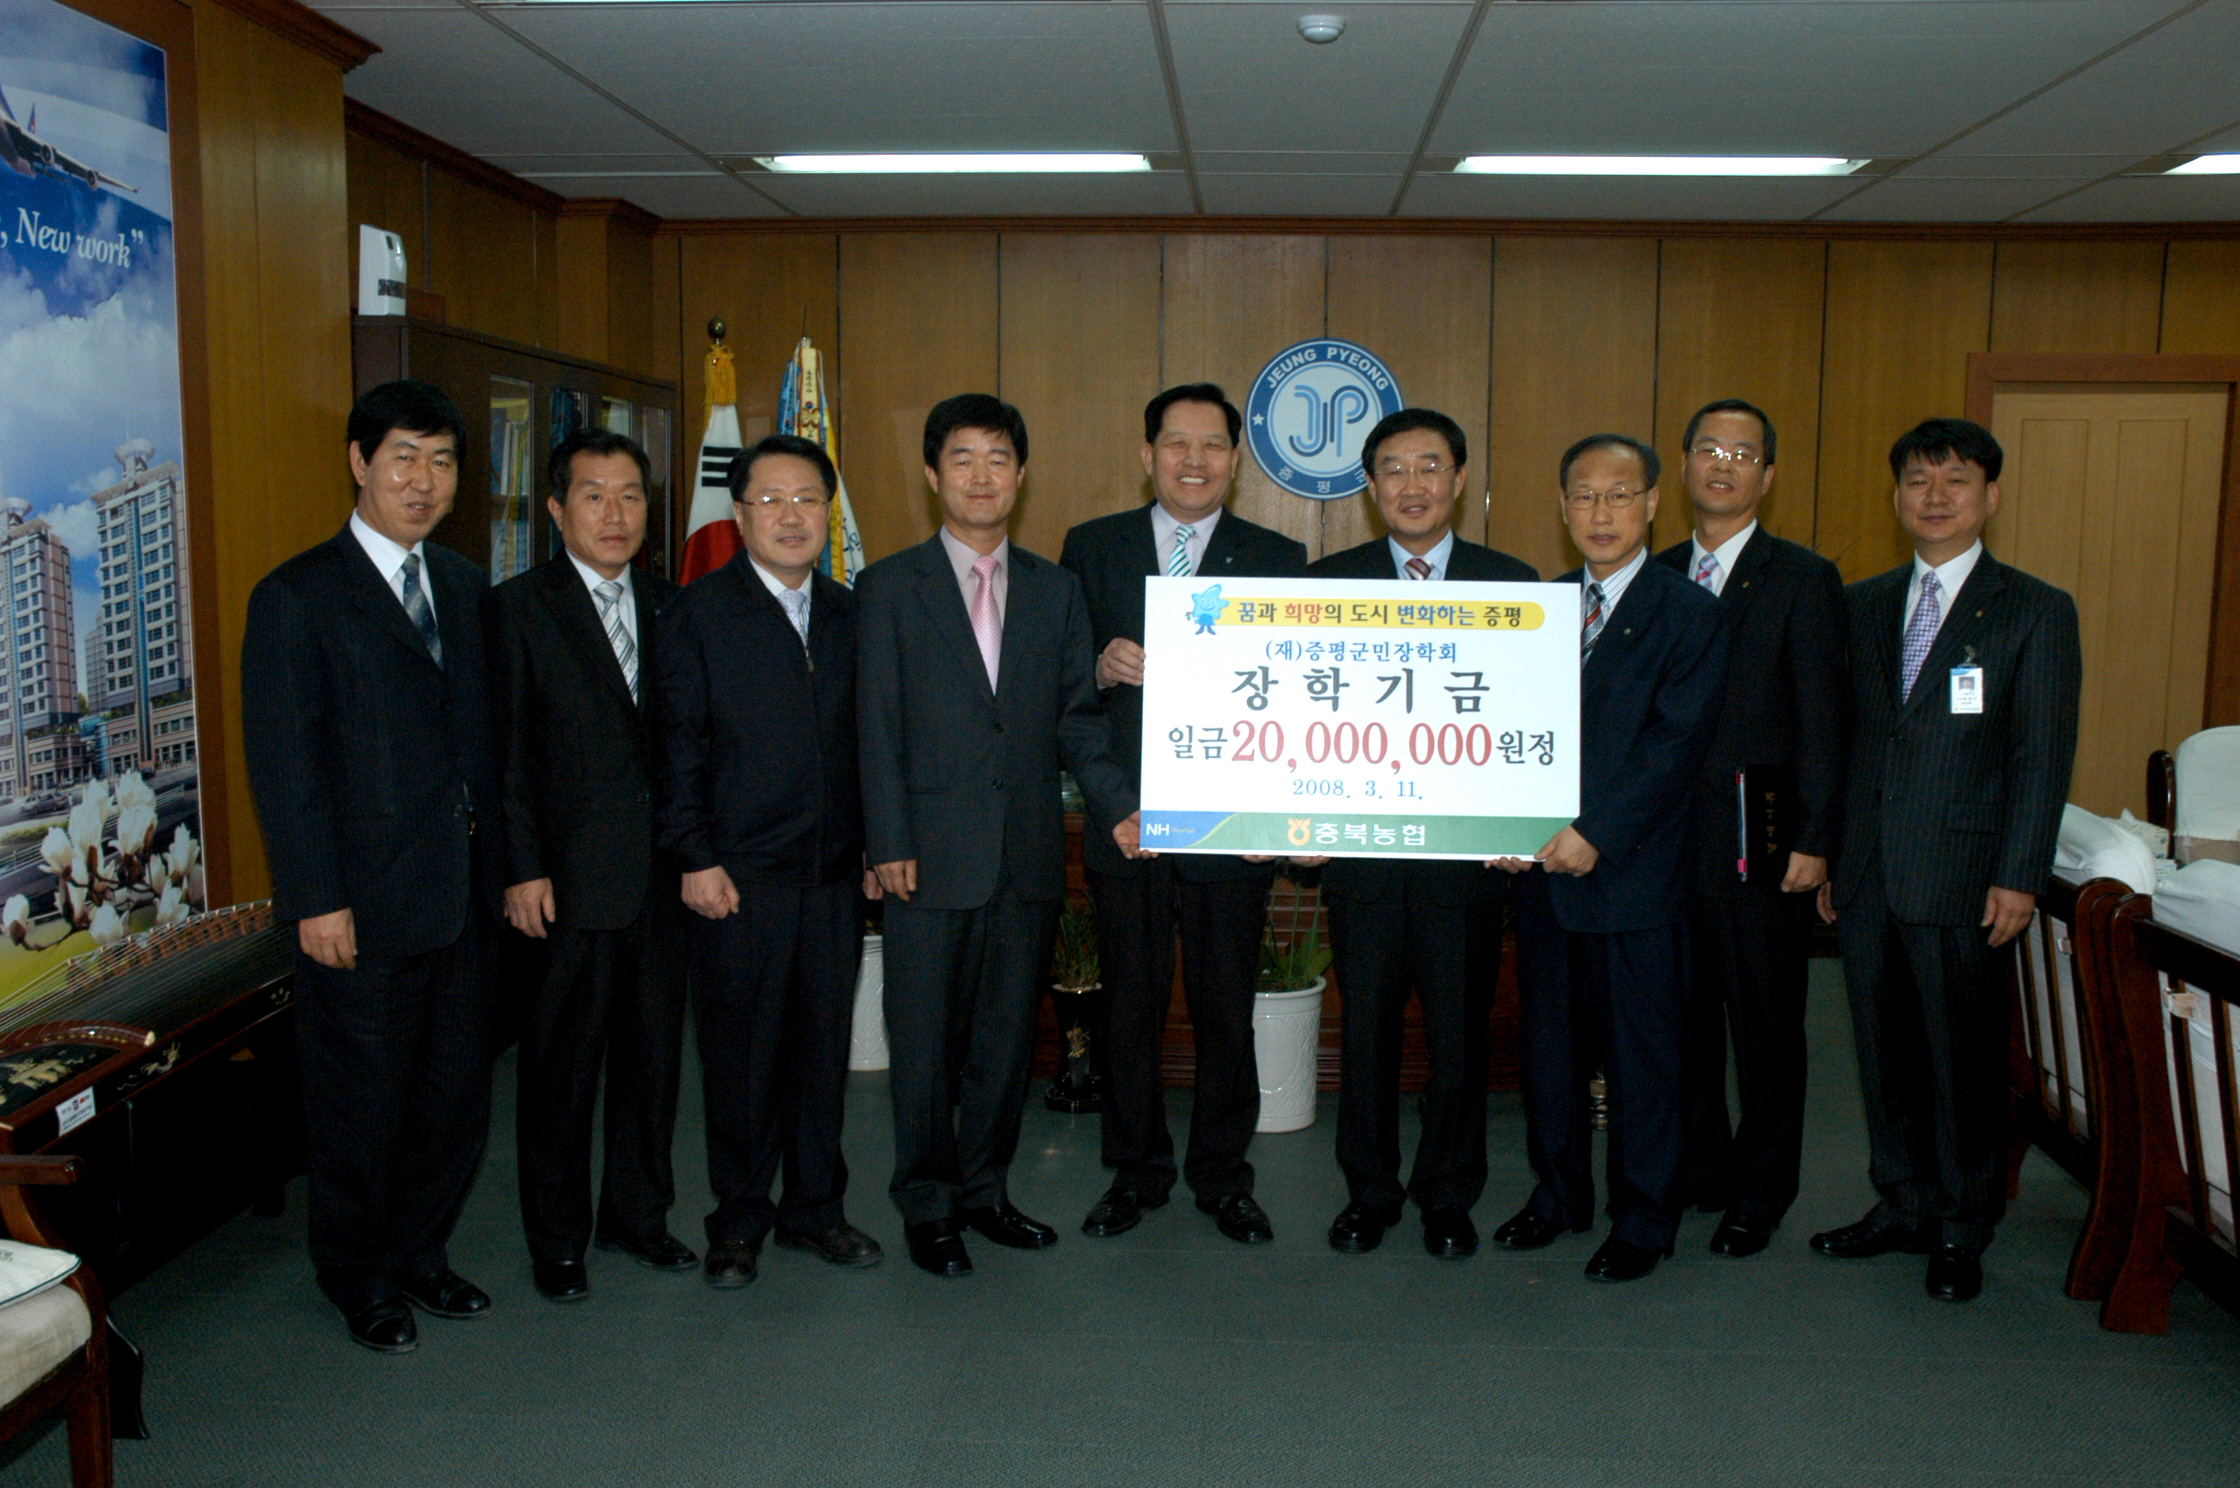 , New work”
JEUNG PYEONG
JP
증평군
꿈과 희망의 도시 변화하는 증평
(재)증평군민장학회
장학기금
일금20,000,000원정
2008. 3. 11.
NH
충북농협